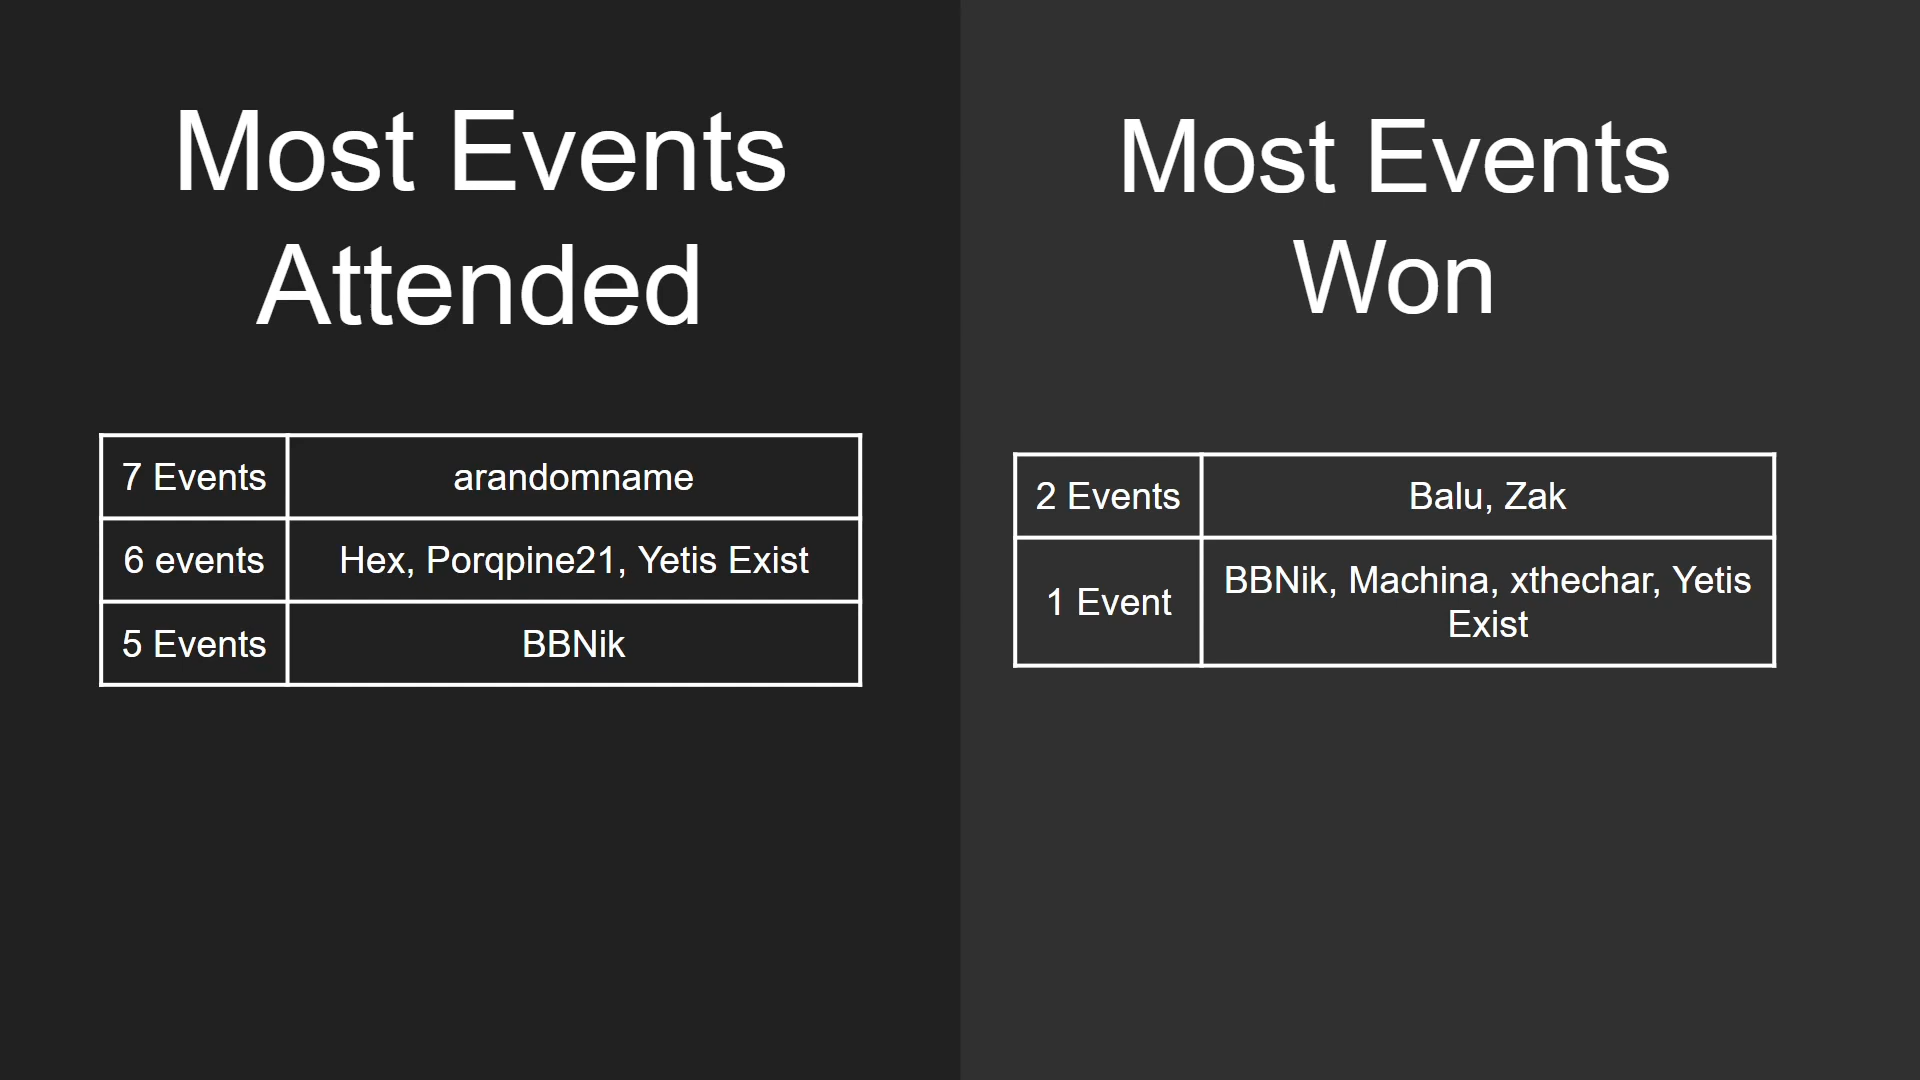 Most Events
Attended
7 Events
arandomname
6 events
Hex, Porqpine21, Yetis Exist
5 Events
BBNik
Most Events
Won
2 Events
Balu, Zak
1 Event
BBNik, Machina, xthechar, Yetis
Exist